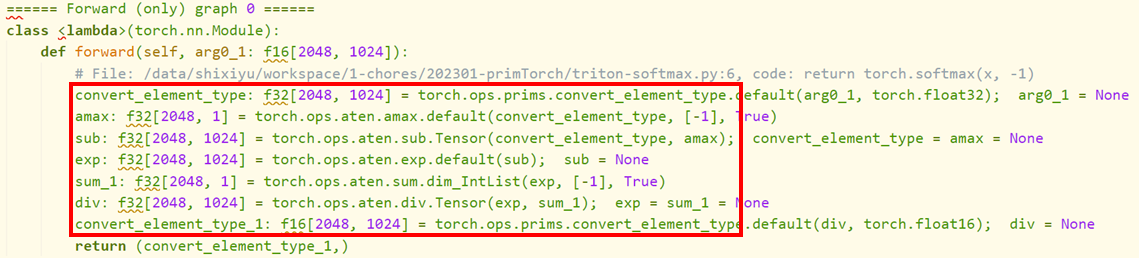 ====== Forward (only) graph 0 ======
class <lambda>(torch.nn.Module):
    def forward(self, arg0_1: f16[2048, 1024]):
        # File: /data/shixiyu/workspace/1-chores/202301-primTorch/triton-softmax.py:6, code: return torch.softmax(x, -1)
        convert_element_type: f32[2048, 1024] = torch.ops.prims.convert_element_type.default(arg0_1, torch.float32);  arg0_1 = None
        amax: f32[2048, 1] = torch.ops.aten.amax.default(convert_element_type, [-1], True)
        sub: f32[2048, 1024] = torch.ops.aten.sub.Tensor(convert_element_type, amax);  convert_element_type = amax = None
        exp: f32[2048, 1024] = torch.ops.aten.exp.default(sub);  sub = None
        sum_1: f32[2048, 1] = torch.ops.aten.sum.dim_IntList(exp, [-1], True)
        div: f32[2048, 1024] = torch.ops.aten.div.Tensor(exp, sum_1);  exp = sum_1 = None
        convert_element_type_1: f16[2048, 1024] = torch.ops.prims.convert_element_type.default(div, torch.float16);  div = None
        return (convert_element_type_1,)